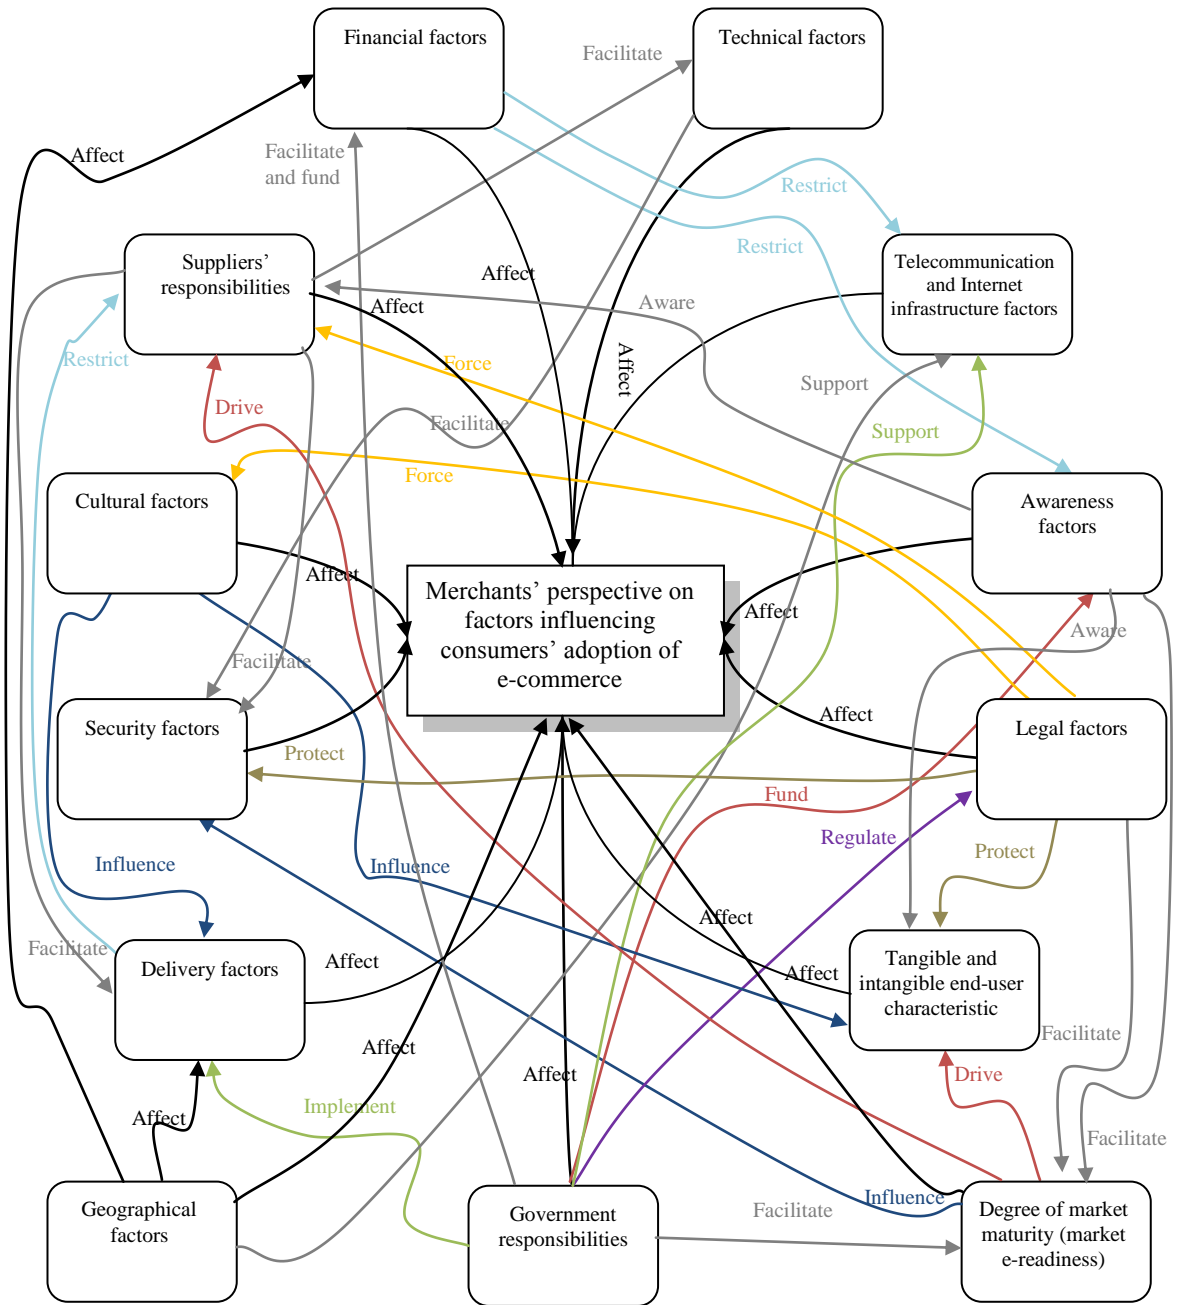 Financial factors
Technical factors
Facilitate
Affect
Facilitate
and fund
Restrict
Restrict
Suppliers’
responsibilities
Affect
Affect
Telecommunication
and Internet
infrastructure factors
Aware
Restrict
Force
Affect
Support
Drive
Facilitate
Support
Force
Cultural factors
Awareness
factors
Affect
Merchants’ perspective on
factors influencing
consumers’ adoption of
e-commerce
Affect
Aware
Facilitate
Security factors
Affect
Legal factors
Protect
Fund
Regulate
Influence
Influence
Protect
Affect
Facilitate
Delivery factors
Affect
Affect
Tangible and
intangible end-user
characteristic
Affect
Facilitate
Affect
Drive
Implement
Affect
Facilitate
Geographical
factors
Government
responsibilities
Facilitate
Influence
Degree of market
maturity (market
e-readiness)